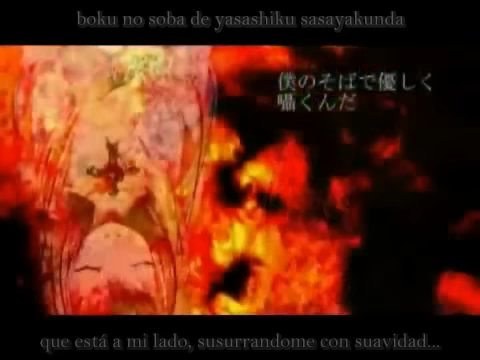 boku no soba de yasashiku sasayakunda
僕のそばで優しく
囁くんだ
que está a mi lado, susurrandome con suavidad...